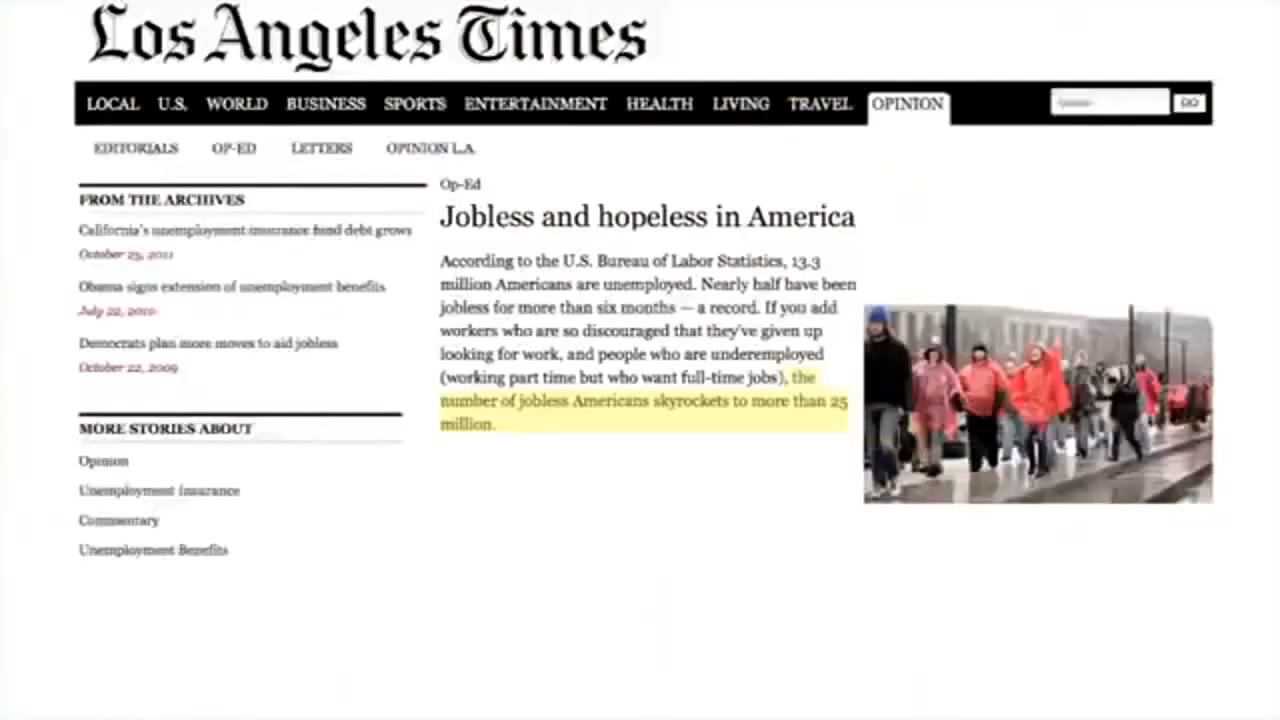 Los Angeles Times
LOCAL U.S. WORLD BUSINESS SPORTS ENTERTAINMENT HEALTH LIVING TRAVEL OPINION
GO
EDITORIALS OP-ED LETTERS OPINION L.A.
FROM THE ARCHIVES
California's unemployment insurance fund debt grows
October 25, 2011
Obama signs extension of unemployment benefits
July 22, 2010
Democrats plan more moves to aid jobless
October 22, 2009
MORE STORIES ABOUT
Opinion
Unemployment Insurance
Commentary
Unemployment Benefits
Op-Ed
Jobless and hopeless in America
According to the U.S. Bureau of Labor Statistics, 13.3
million Americans are unemployed. Nearly half have been
jobless for more than six months — a record. If you add
workers who are so discouraged that they've given up
looking for work, and people who are underemployed
(working part time but who want full-time jobs), the
number of jobless Americans skyrockets to more than 25
million.